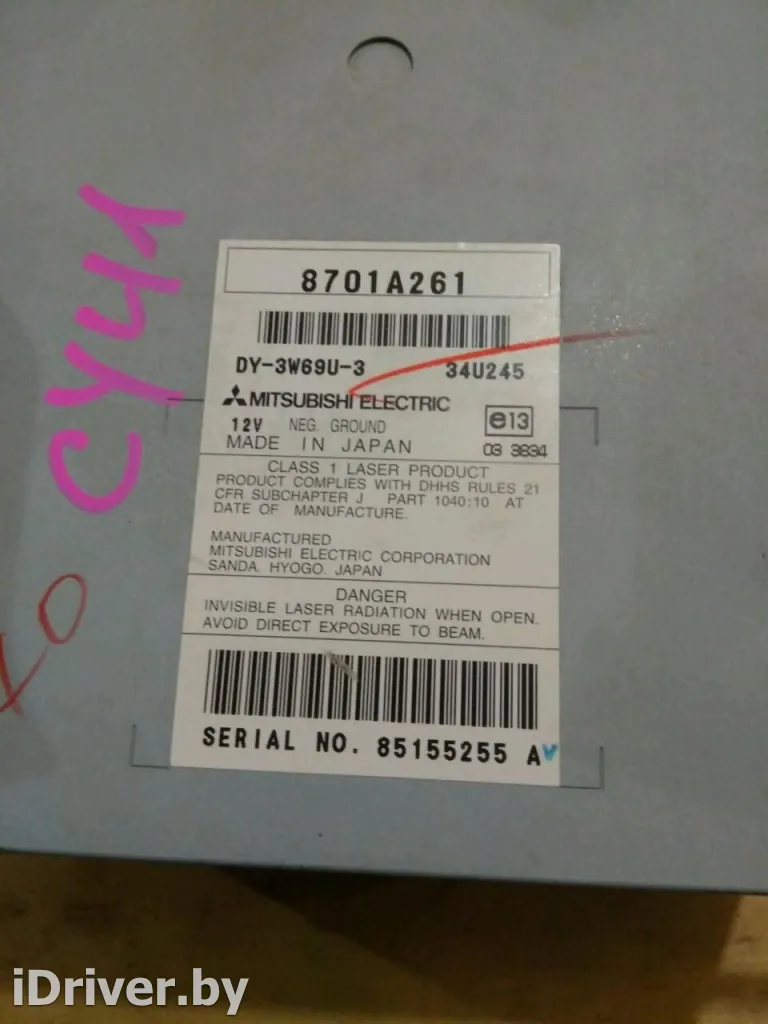 8701A261
DY-3W69U-3 34U245
MITSUBISHI ELECTRIC
12V NEG. GROUND
MADE IN JAPAN
e13
03 3834
CLASS 1 LASER PRODUCT
PRODUCT COMPLIES WITH DHHS RULES 21
CFR SUBCHAPTER J PART 1040:10 AT
DATE OF MANUFACTURE.
MANUFACTURED
MITSUBISHI ELECTRIC CORPORATION
SANDA. HYOGO. JAPAN
DANGER
INVISIBLE LASER RADIATION WHEN OPEN.
AVOID DIRECT EXPOSURE TO BEAM.
SERIAL NO. 85155255 A
iDriver.by